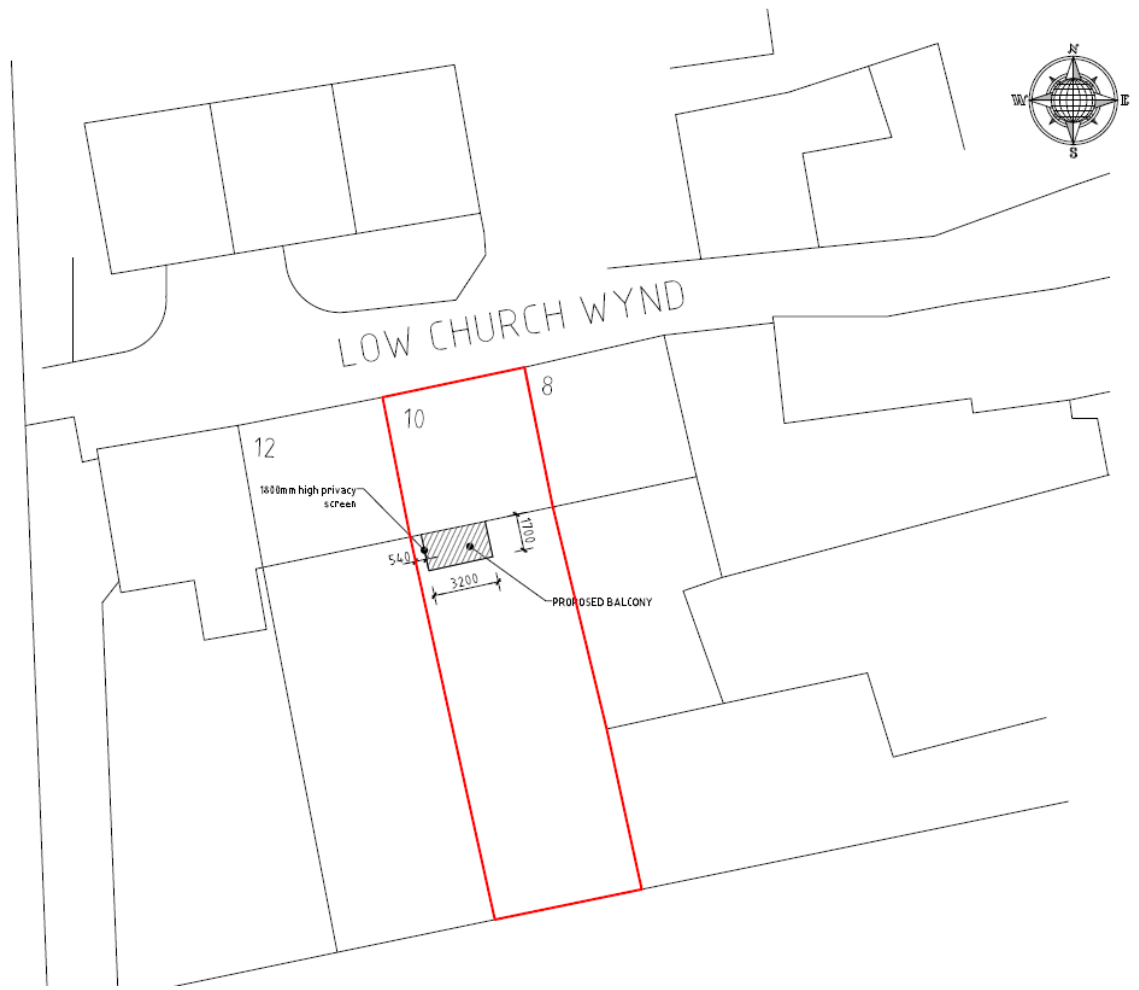 N
W E
S
LOW CHURCH WYND
8
10
12
1800mm high privacy
screen
1700
540
3200
PROPOSED BALCONY